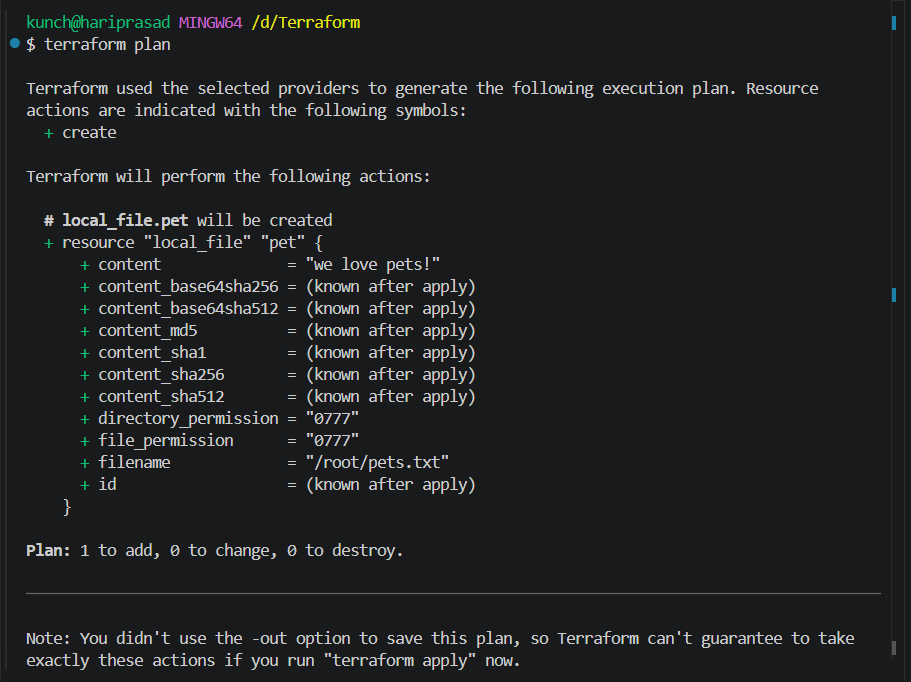 kunch@hariprasad MINGW64 /d/Terraform
$ terraform plan
Terraform used the selected providers to generate the following execution plan. Resource
actions are indicated with the following symbols:
  + create
Terraform will perform the following actions:
  # local_file.pet will be created
  + resource "local_file" "pet" {
      + content              = "we love pets!"
      + content_base64sha256 = (known after apply)
      + content_base64sha512 = (known after apply)
      + content_md5          = (known after apply)
      + content_sha1         = (known after apply)
      + content_sha256       = (known after apply)
      + content_sha512       = (known after apply)
      + directory_permission = "0777"
      + file_permission      = "0777"
      + filename             = "/root/pets.txt"
      + id                   = (known after apply)
    }
Plan: 1 to add, 0 to change, 0 to destroy.
Note: You didn't use the -out option to save this plan, so Terraform can't guarantee to take
exactly these actions if you run "terraform apply" now.